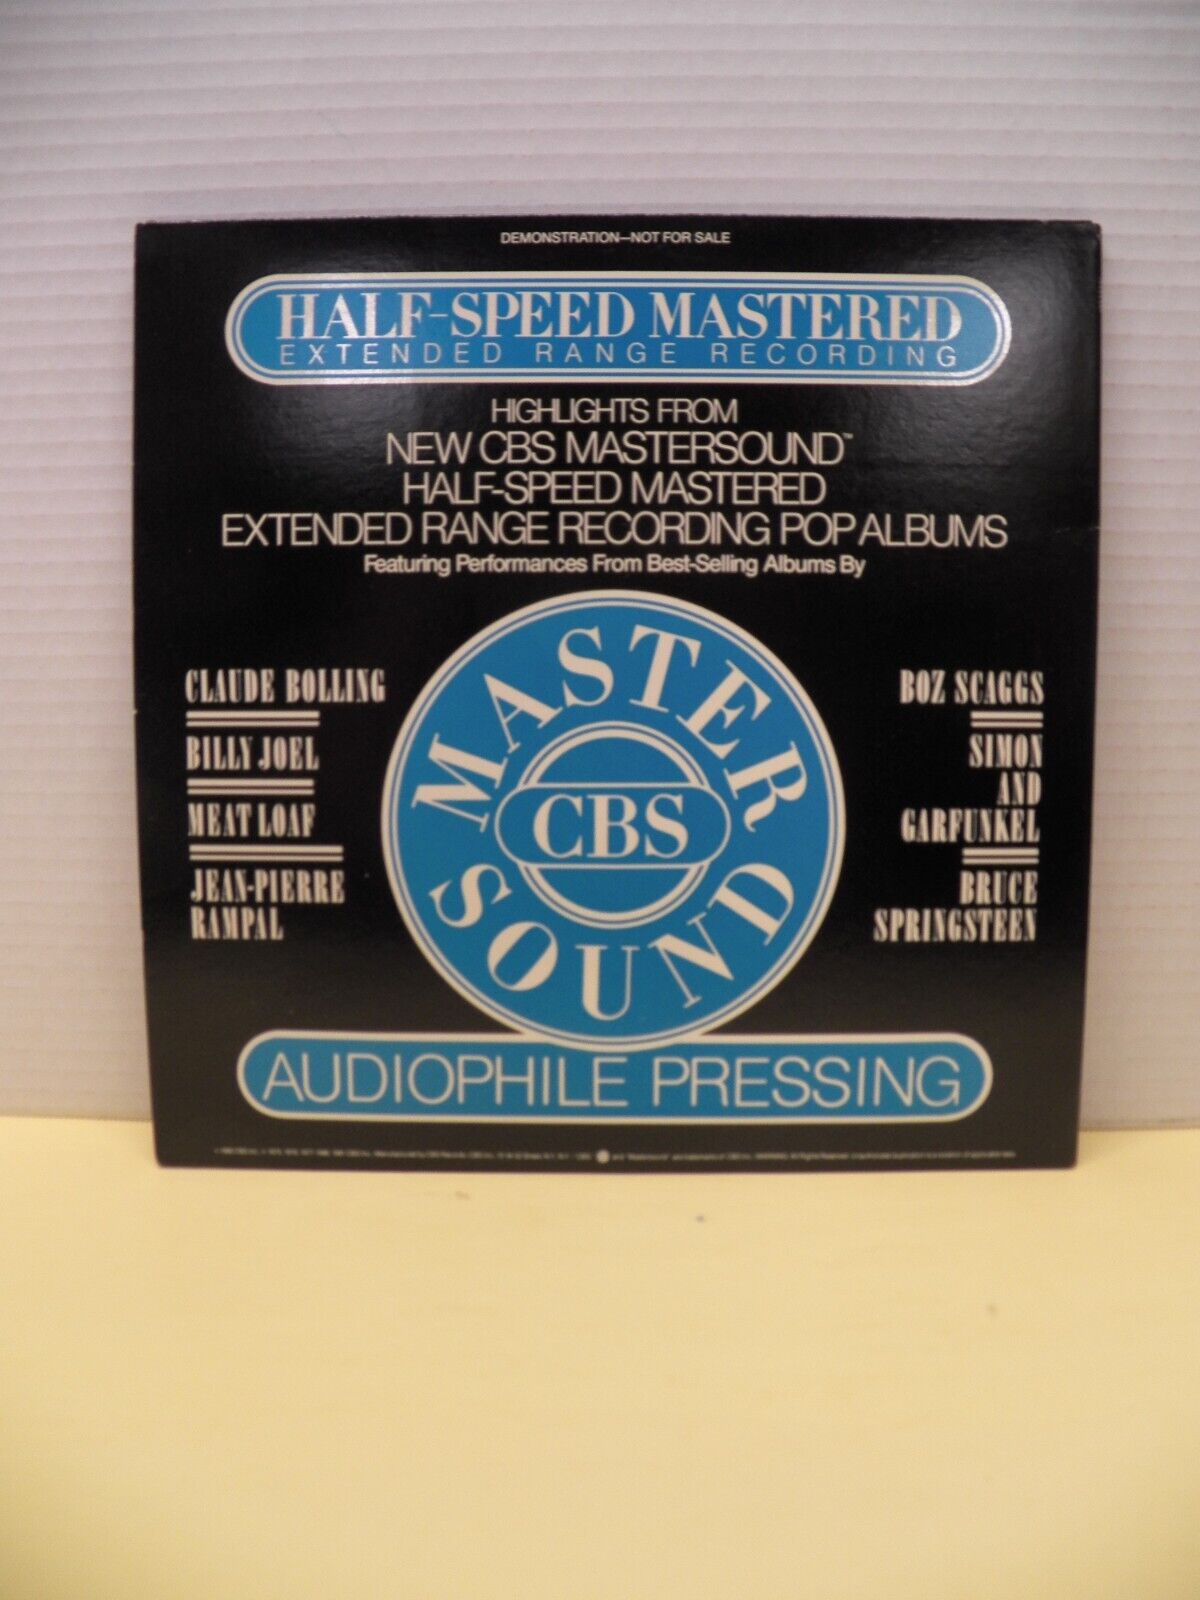 DEMONSTRATION—NOT FOR SALE
HALF-SPEED MASTERED
EXTENDED RANGE RECORDING
HIGHLIGHTS FROM
NEW CBS MASTERSOUND™
HALF-SPEED MASTERED
EXTENDED RANGE RECORDING POP ALBUMS
Featuring Performances From Best-Selling Albums By
CLAUDE BOLLING
BILLY JOEL
MEAT LOAF
JEAN-PIERRE
RAMPAL
MASTER
CBS
SOUND
BOZ SCAGGS
SIMON
AND
GARFUNKEL
BRUCE
SPRINGSTEEN
AUDIOPHILE PRESSING